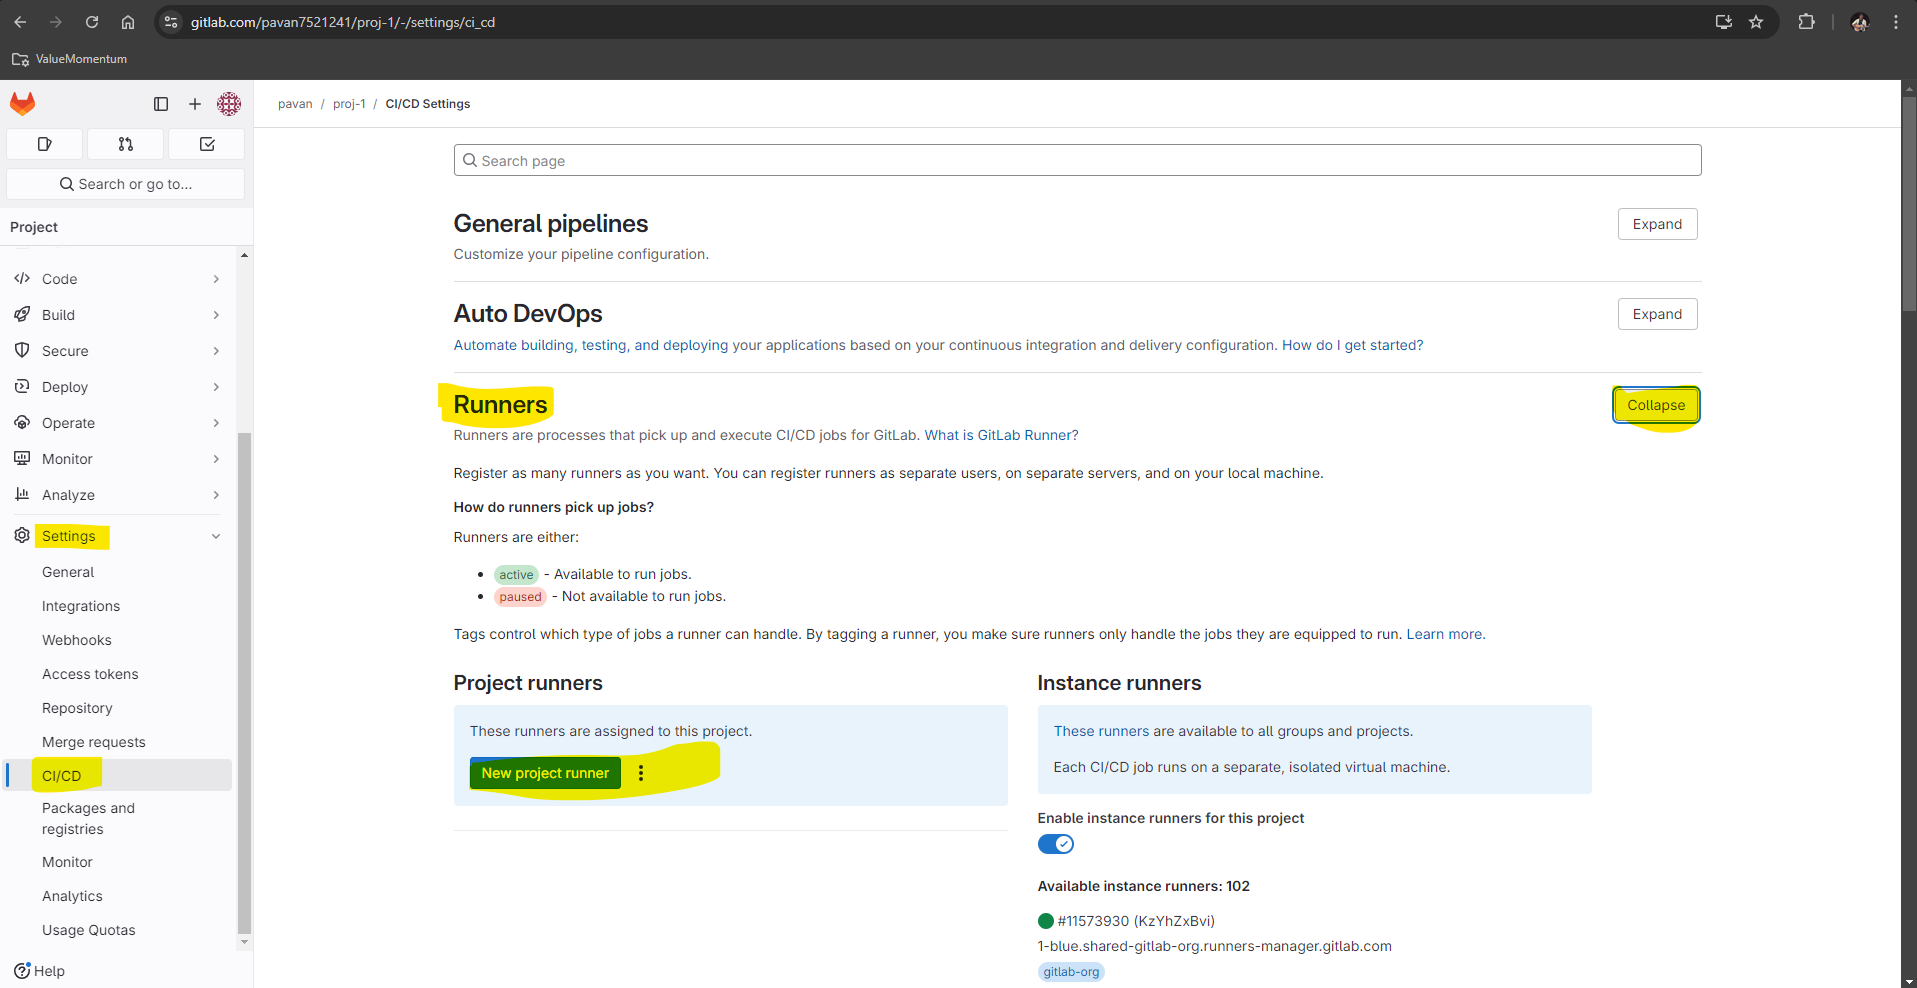 gitlab.com/pavan7521241/proj-1/-/settings/ci_cd
ValueMomentum
pavan / proj-1 / CI/CD Settings
Search or go to...
Project
Code
Build
Secure
Deploy
Operate
Monitor
Analyze
Settings
General
Integrations
Webhooks
Access tokens
Repository
Merge requests
CI/CD
Packages and
registries
Monitor
Analytics
Usage Quotas
Help
Search page
General pipelines
Expand
Customize your pipeline configuration.
Auto DevOps
Expand
Automate building, testing, and deploying your applications based on your continuous integration and delivery configuration. How do I get started?
Runners
Collapse
Runners are processes that pick up and execute CI/CD jobs for GitLab. What is GitLab Runner?
Register as many runners as you want. You can register runners as separate users, on separate servers, and on your local machine.
How do runners pick up jobs?
Runners are either:
active - Available to run jobs.
paused - Not available to run jobs.
Tags control which type of jobs a runner can handle. By tagging a runner, you make sure runners only handle the jobs they are equipped to run. Learn more.
Project runners
These runners are assigned to this project.
New project runner
Instance runners
These runners are available to all groups and projects.
Each CI/CD job runs on a separate, isolated virtual machine.
Enable instance runners for this project
Available instance runners: 102
#11573930 (KzYhZxBvi)
1-blue.shared-gitlab-org.runners-manager.gitlab.com
gitlab-org